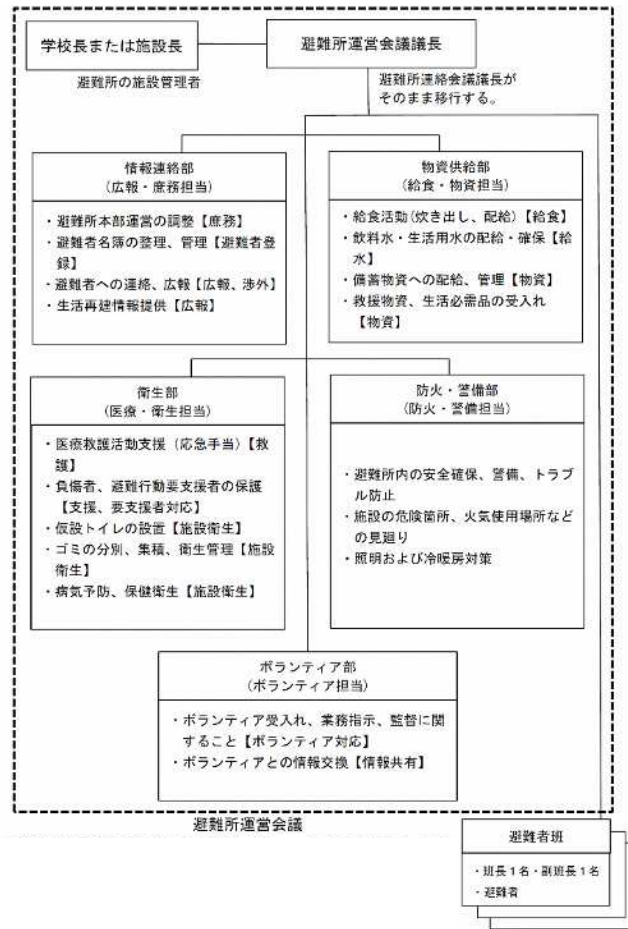 学校長または施設長
避難所運営会議議長
避難所の施設管理者
避難所連絡会議議長が
そのまま移行する。
情報連絡部
(広報・庶務担当)
・避難所本部運営の調整【庶務】
・避難者名簿の整理、管理【避難者登
録】
・避難者への連絡、広報【広報、渉外】
・生活再建情報提供【広報】
物資供給部
(給食・物資担当)
・給食活動(炊き出し、配給)【給食】
・飲料水・生活用水の配給・確保【給
水】
・備蓄物資への配給、管理【物資】
・救援物資、生活必需品の受入れ
【物資】
衛生部
(医療・衛生担当)
・医療救護活動支援（応急手当)【救
護】
・負傷者、避難行動要支援者の保護
【支援、要支援者対応】
・仮設トイレの設置【施設衛生】
・ゴミの分別、集積、衛生管理【施設
衛生】
・病気予防、保健衛生【施設衛生】
防火・警備部
(防火・警備担当)
・避難所内の安全確保、警備、トラブ
ル防止
・施設の危険箇所、火気使用場所など
の見廻り
・照明および冷暖房対策
ボランティア部
(ボランティア担当)
・ボランティア受入れ、業務指示、監督に関
すること【ボランティア対応】
・ボランティアとの情報交換【情報共有】
避難所運営会議
避難者班
・班長１名・副班長１名
・避難者